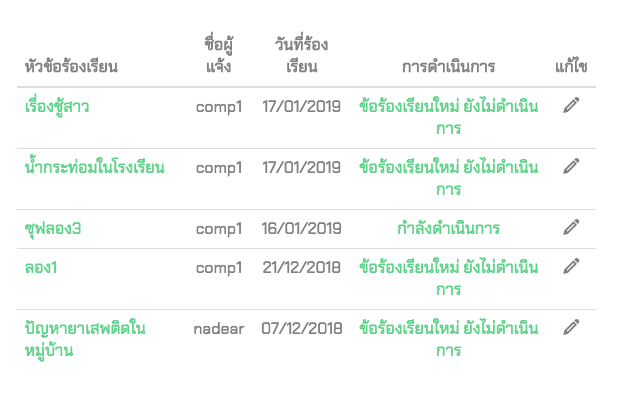 หัวข้อร้องเรียน ชื่อผู้แจ้ง วันที่ร้องเรียน การดำเนินการ แก้ไข
เรื่องชู้สาว comp1 17/01/2019 ข้อร้องเรียนใหม่ ยังไม่ดำเนิน
การ
น้ำกระท่อมในโรงเรียน comp1 17/01/2019 ข้อร้องเรียนใหม่ ยังไม่ดำเนิน
การ
ซุฟลอง3 comp1 16/01/2019 กำลังดำเนินการ
ลอง1 comp1 21/12/2018 ข้อร้องเรียนใหม่ ยังไม่ดำเนิน
การ
ปัญหายาเสพติดใน nadear 07/12/2018 ข้อร้องเรียนใหม่ ยังไม่ดำเนิน
หมู่บ้าน การ